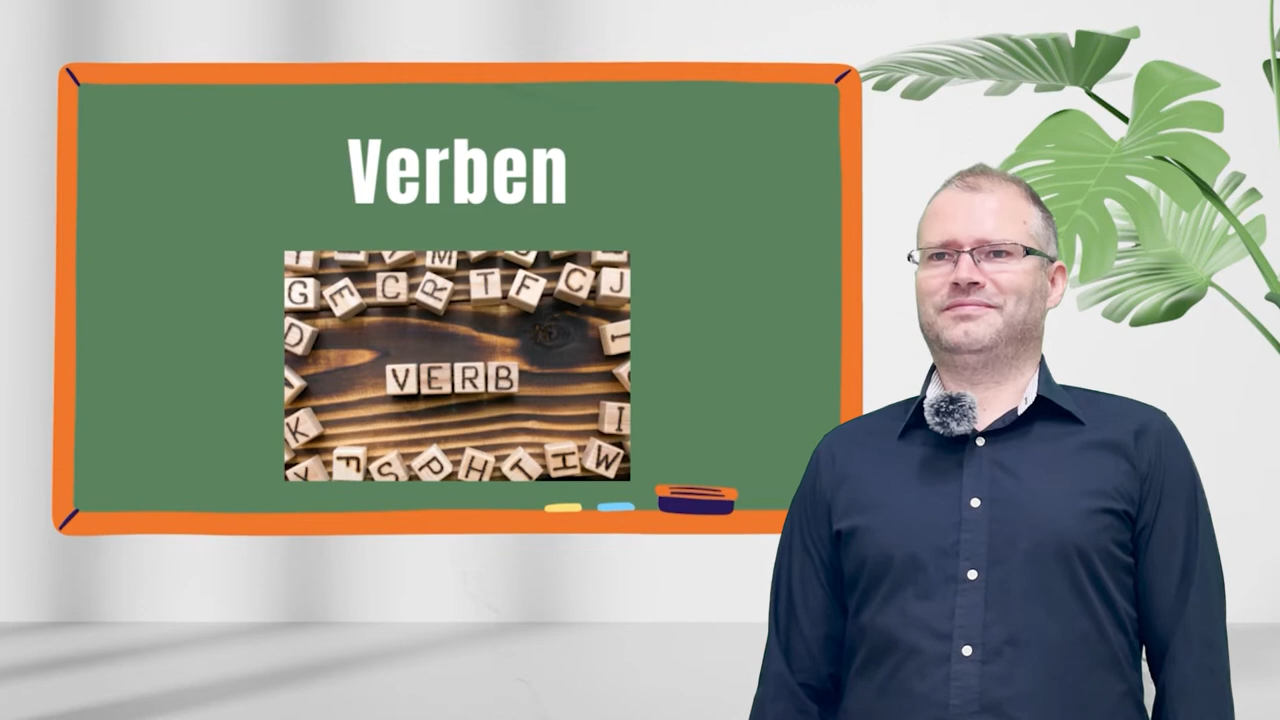 Verben
M
G E C R T F C J
D I
VERB
K I
F S P H T H W